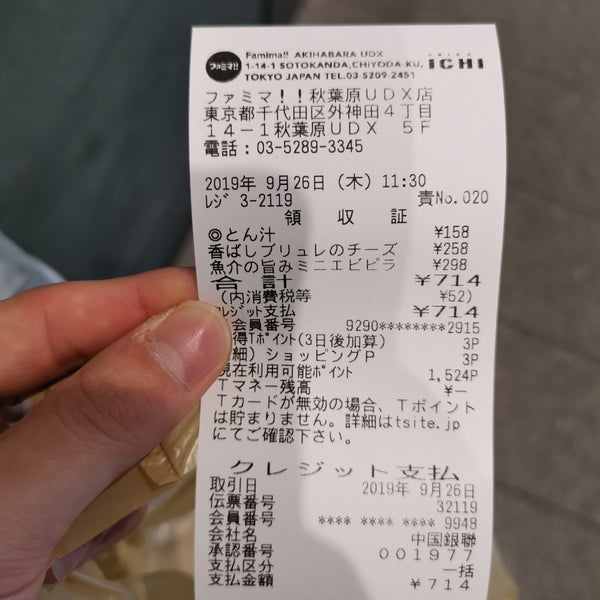 ファミマ!!
Famima!! AKIHABARA UDX
1-14-1 SOTOKANDA,CHIYODA-KU,
TOKYO JAPAN TEL.03-5209-2451
iCHI
ファミマ!!秋葉原UDX店
東京都千代田区外神田4丁目
14-1秋葉原UDX 5F
電話:03-5289-3345
2019年 9月26日(木)11:30
レジ 3-2119 責No.020
領 収 証
◎とん汁 ¥158
香ばしブリュレのチーズ ¥258
魚介の旨みミニエビピラ ¥298
合 計 ¥714
(内消費税等 ¥52)
レジット支払 ¥714
会員番号 9290********2915
得Tポイント(3日後加算) 3P
細)ショッピングP 3P
現在利用可能ポイント 1,524P
Tマネー残高 ¥-
Tカードが無効の場合、Tポイント
は貯まりません。詳細はtsite.jp
にてご確認下さい。
クレジット支払
取引日 2019年 9月26日
伝票番号 32119
会員番号 **** **** **** 9948
会社名 中国銀聯
承認番号 001977
支払区分 一括
支払金額 ¥714